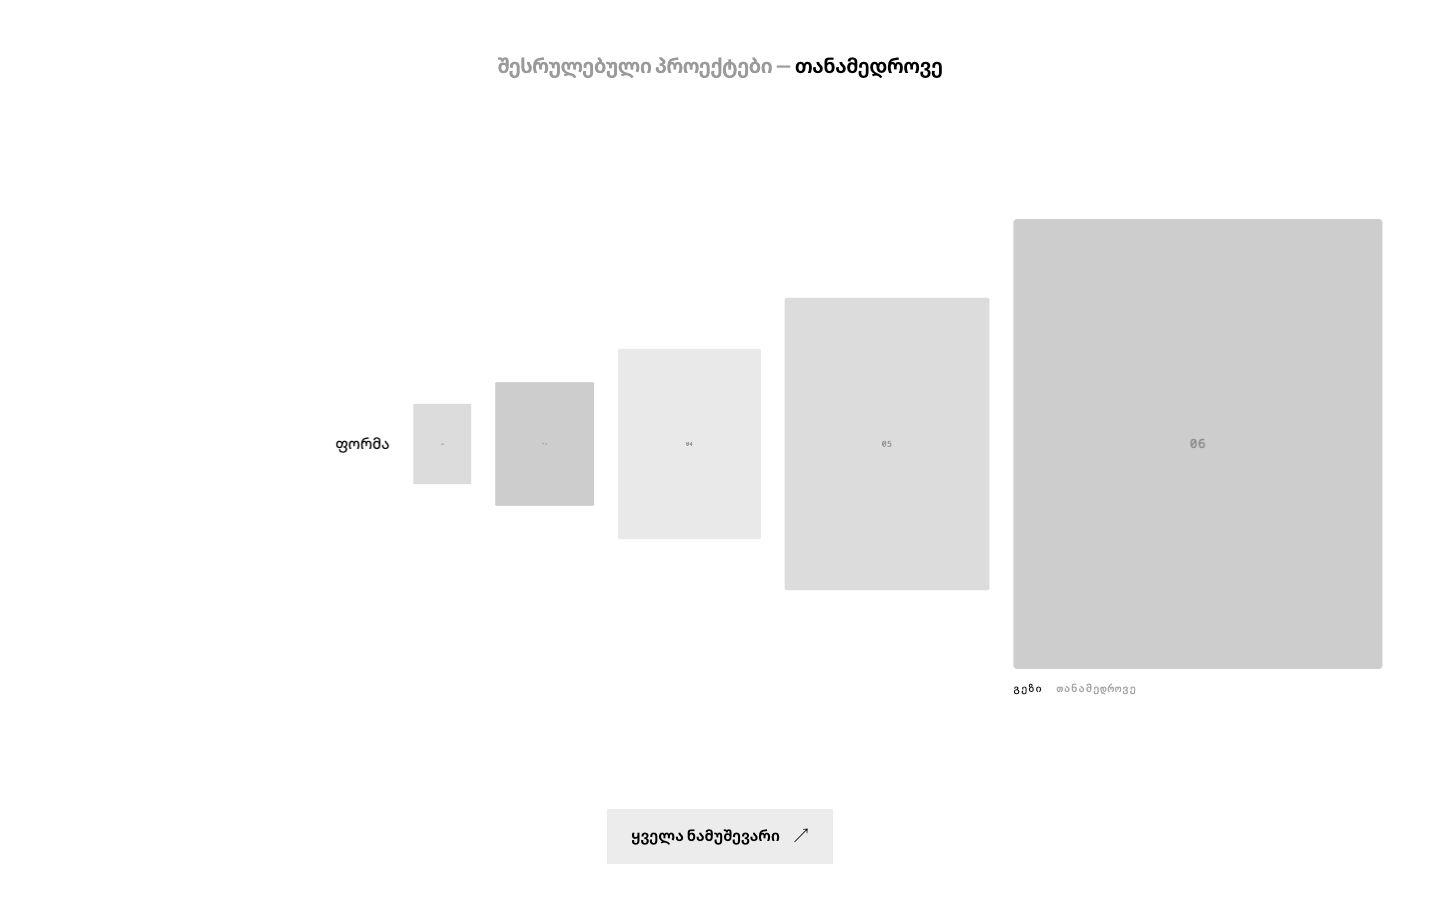 შესრულებული პროექტები — თანამედროვე
ფორმა
04
05
06
გეზი თანამედროვე
ყველა ნამუშევარი